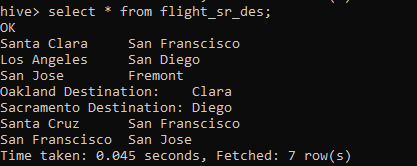 hive> select * from flight_sr_des;
OK
Santa Clara San Franscisco
Los Angeles San Diego
San Jose Fremont
Oakland Destination: Clara
Sacramento Destination: Diego
Santa Cruz San Franscisco
San Franscisco San Jose
Time taken: 0.045 seconds, Fetched: 7 row(s)